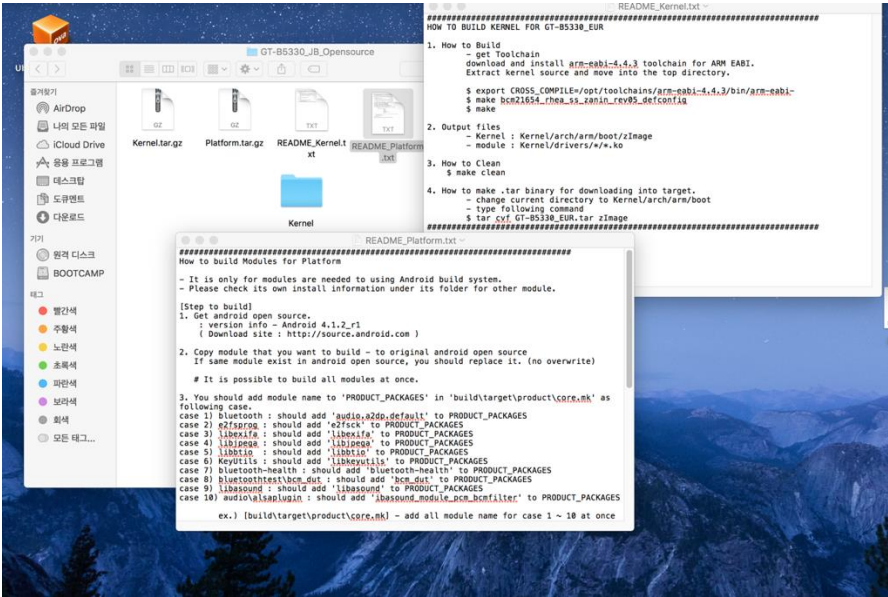 GT-B5330_JB_Opensource
즐겨찾기
AirDrop
나의 모든 파일
iCloud Drive
응용 프로그램
데스크탑
도큐멘트
다운로드
기기
원격 디스크
BOOTCAMP
태그
빨간색
주황색
노란색
초록색
파란색
보라색
회색
모든 태그...
GZ
GZ
TXT
TXT
Kernel.tar.gz
Platform.tar.gz
README_Kernel.t
xt
README_Platform
.txt
Kernel
README_Kernel.txt
################################################################################
HOW TO BUILD KERNEL FOR GT-B5330_EUR
1. How to Build
- get Toolchain
download and install arm-eabi-4.4.3 toolchain for ARM EABI.
Extract kernel source and move into the top directory.
$ export CROSS_COMPILE=/opt/toolchains/arm-eabi-4.4.3/bin/arm-eabi-
$ make bcm21654_rhea_ss_zanin_rev05_defconfig
$ make
2. Output files
- Kernel : Kernel/arch/arm/boot/zImage
- module : Kernel/drivers/*/*.ko
3. How to Clean
$ make clean
4. How to make .tar binary for downloading into target.
- change current directory to Kernel/arch/arm/boot
- type following command
$ tar cvf GT-B5330_EUR.tar zImage
################################################################################
README_Platform.txt
################################################################################
How to build Modules for Platform
- It is only for modules are needed to using Android build system.
- Please check its own install information under its folder for other module.
[Step to build]
1. Get android open source.
: version info - Android 4.1.2_r1
( Download site : http://source.android.com )
2. Copy module that you want to build - to original android open source
If same module exist in android open source, you should replace it. (no overwrite)
# It is possible to build all modules at once.
3. You should add module name to 'PRODUCT_PACKAGES' in 'build\target\product\core.mk' as
following case.
case 1) bluetooth : should add 'audio.a2dp.default' to PRODUCT_PACKAGES
case 2) e2fsprog : should add 'e2fsck' to PRODUCT_PACKAGES
case 3) libexifa : should add 'libexifa' to PRODUCT_PACKAGES
case 4) libjpega : should add 'libjpega' to PRODUCT_PACKAGES
case 5) libbtio : should add 'libbtio' to PRODUCT_PACKAGES
case 6) KeyUtils : should add 'libkeyutils' to PRODUCT_PACKAGES
case 7) bluetooth-health : should add 'bluetooth-health' to PRODUCT_PACKAGES
case 8) bluetoothtest\bcm_dut : should add 'bcm_dut' to PRODUCT_PACKAGES
case 9) libasound : should add 'libasound' to PRODUCT_PACKAGES
case 10) audio\alsaplugin : should add 'ibasound_module_pcm_bcmfilter' to PRODUCT_PACKAGES
ex.) [build\target\product\core.mk] - add all module name for case 1 ~ 10 at once